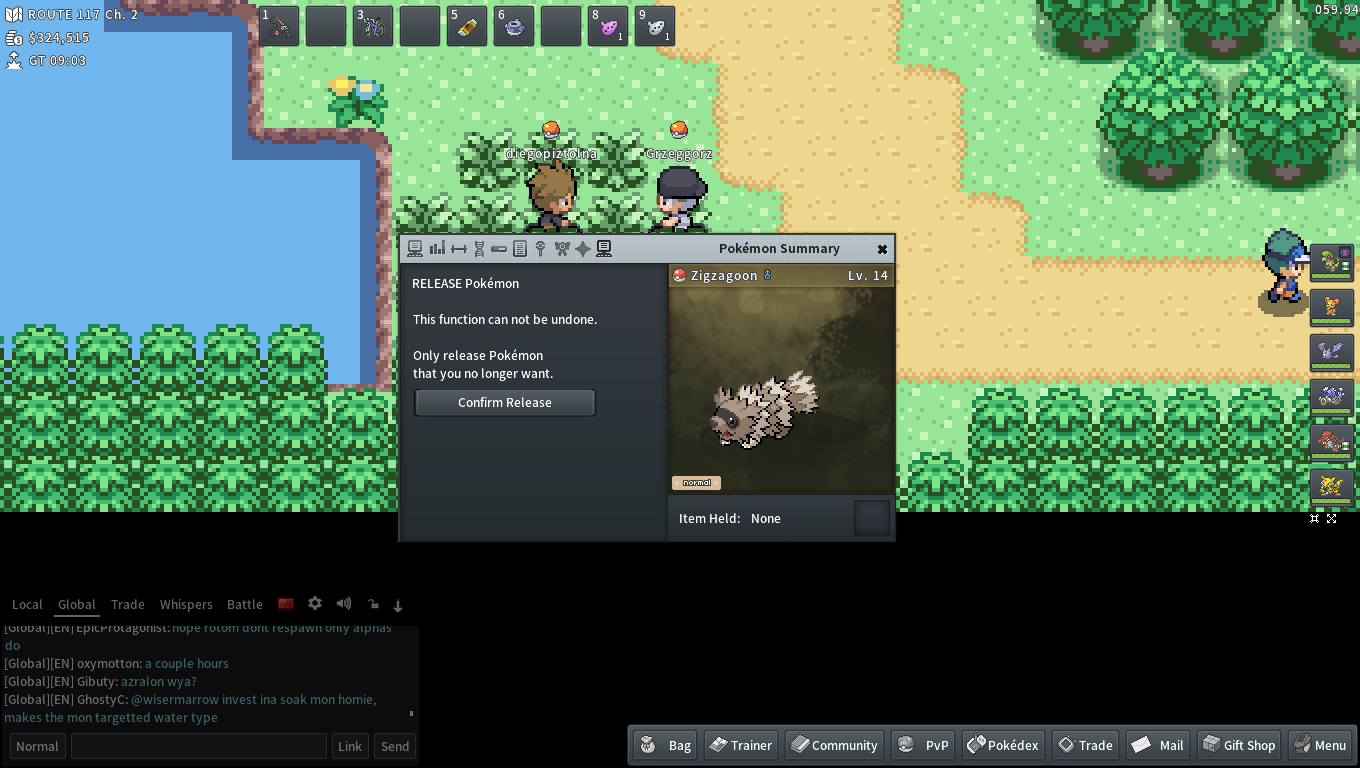 ROUTE 117 Ch. 2
$324,515
GT 09:03
1
3
5
6
8
1
9
1
059.94
diegopiztolna
Grzeggorz
Pokémon Summary
RELEASE Pokémon
This function can not be undone.
Only release Pokémon
that you no longer want.
Confirm Release
Zigzagoon
Lv. 14
normal
Item Held: None
Local Global Trade Whispers Battle
[Global][EN] EpicProtagonist: nope rotom dont respawn only alphas
do
[Global][EN] oxymotton: a couple hours
[Global][EN] Gibuty: azralon wya?
[Global][EN] GhostyC: @wisermarrow invest ina soak mon homie,
makes the mon targetted water type
Normal
Link
Send
Bag
Trainer
Community
PvP
Pokédex
Trade
Mail
Gift Shop
Menu